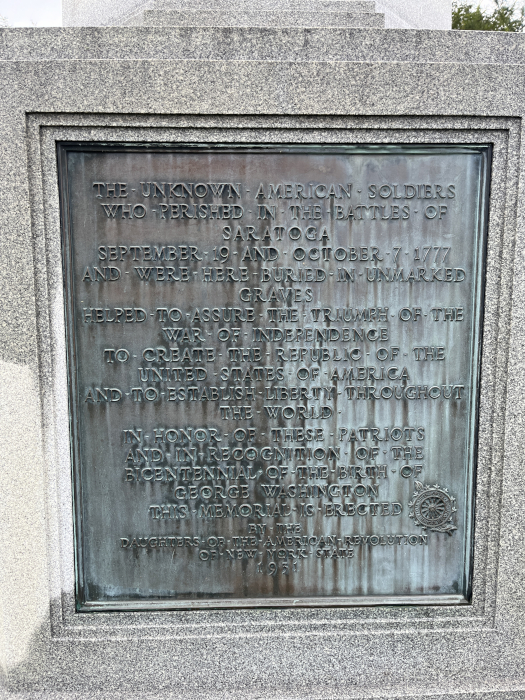 THE · UNKNOWN · AMERICAN · SOLDIERS
WHO · PERISHED · IN · THE · BATTLES · OF
SARATOGA
SEPTEMBER · 19 · AND · OCTOBER · 7 · 1777
AND · WERE · HERE · BURIED · IN · UNMARKED
GRAVES
HELPED · TO · ASSURE · THE · TRIUMPH · OF · THE
WAR · OF · INDEPENDENCE
TO · CREATE · THE · REPUBLIC · OF · THE
UNITED · STATES · OF · AMERICA
AND · TO · ESTABLISH · LIBERTY · THROUGHOUT
THE · WORLD ·
IN · HONOR · OF · THESE · PATRIOTS
AND · IN · RECOGNITION · OF · THE
BICENTENNIAL · OF · THE · BIRTH · OF
GEORGE · WASHINGTON
THIS · MEMORIAL · IS · ERECTED
BY · THE
DAUGHTERS · OF · THE · AMERICAN · REVOLUTION
OF · NEW · YORK · STATE
1931